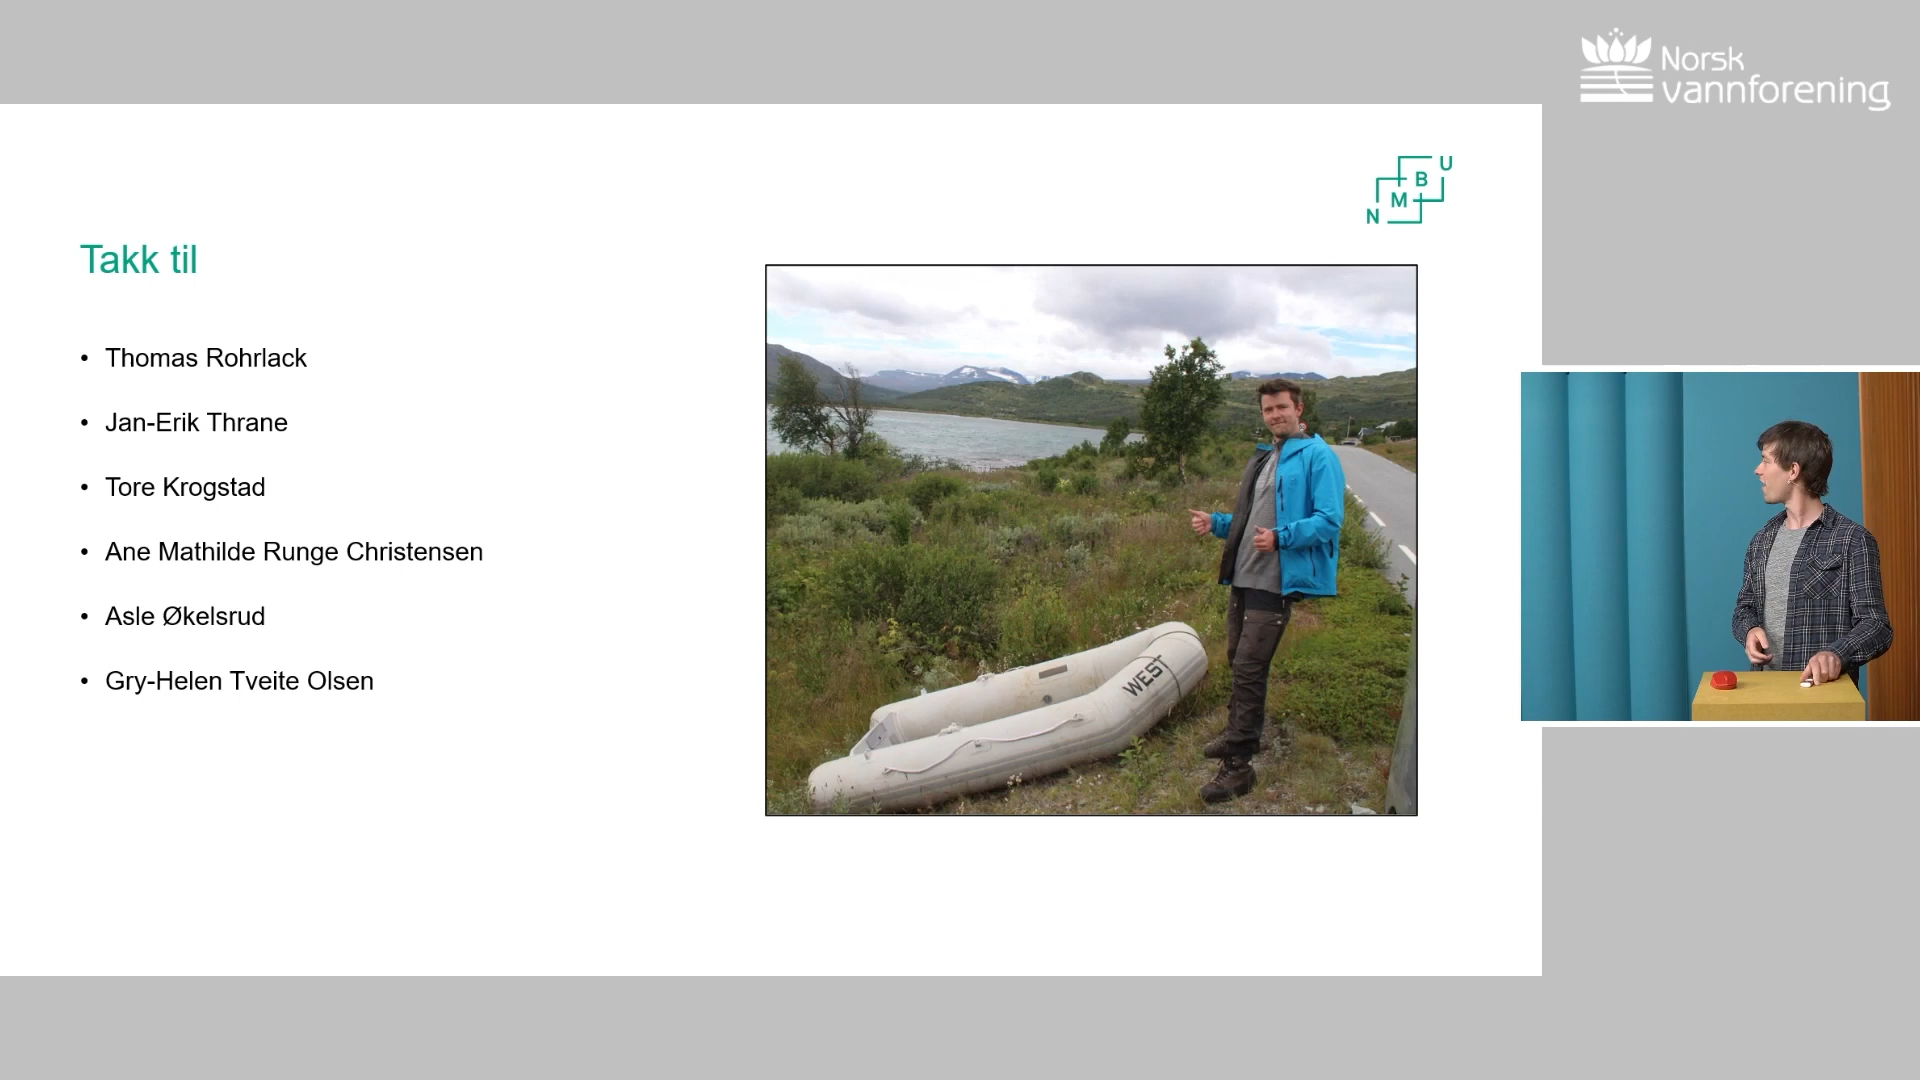 Norsk
vannforening
N M B U
Takk til
• Thomas Rohrlack
• Jan-Erik Thrane
• Tore Krogstad
• Ane Mathilde Runge Christensen
• Asle Økelsrud
• Gry-Helen Tveite Olsen
WEST